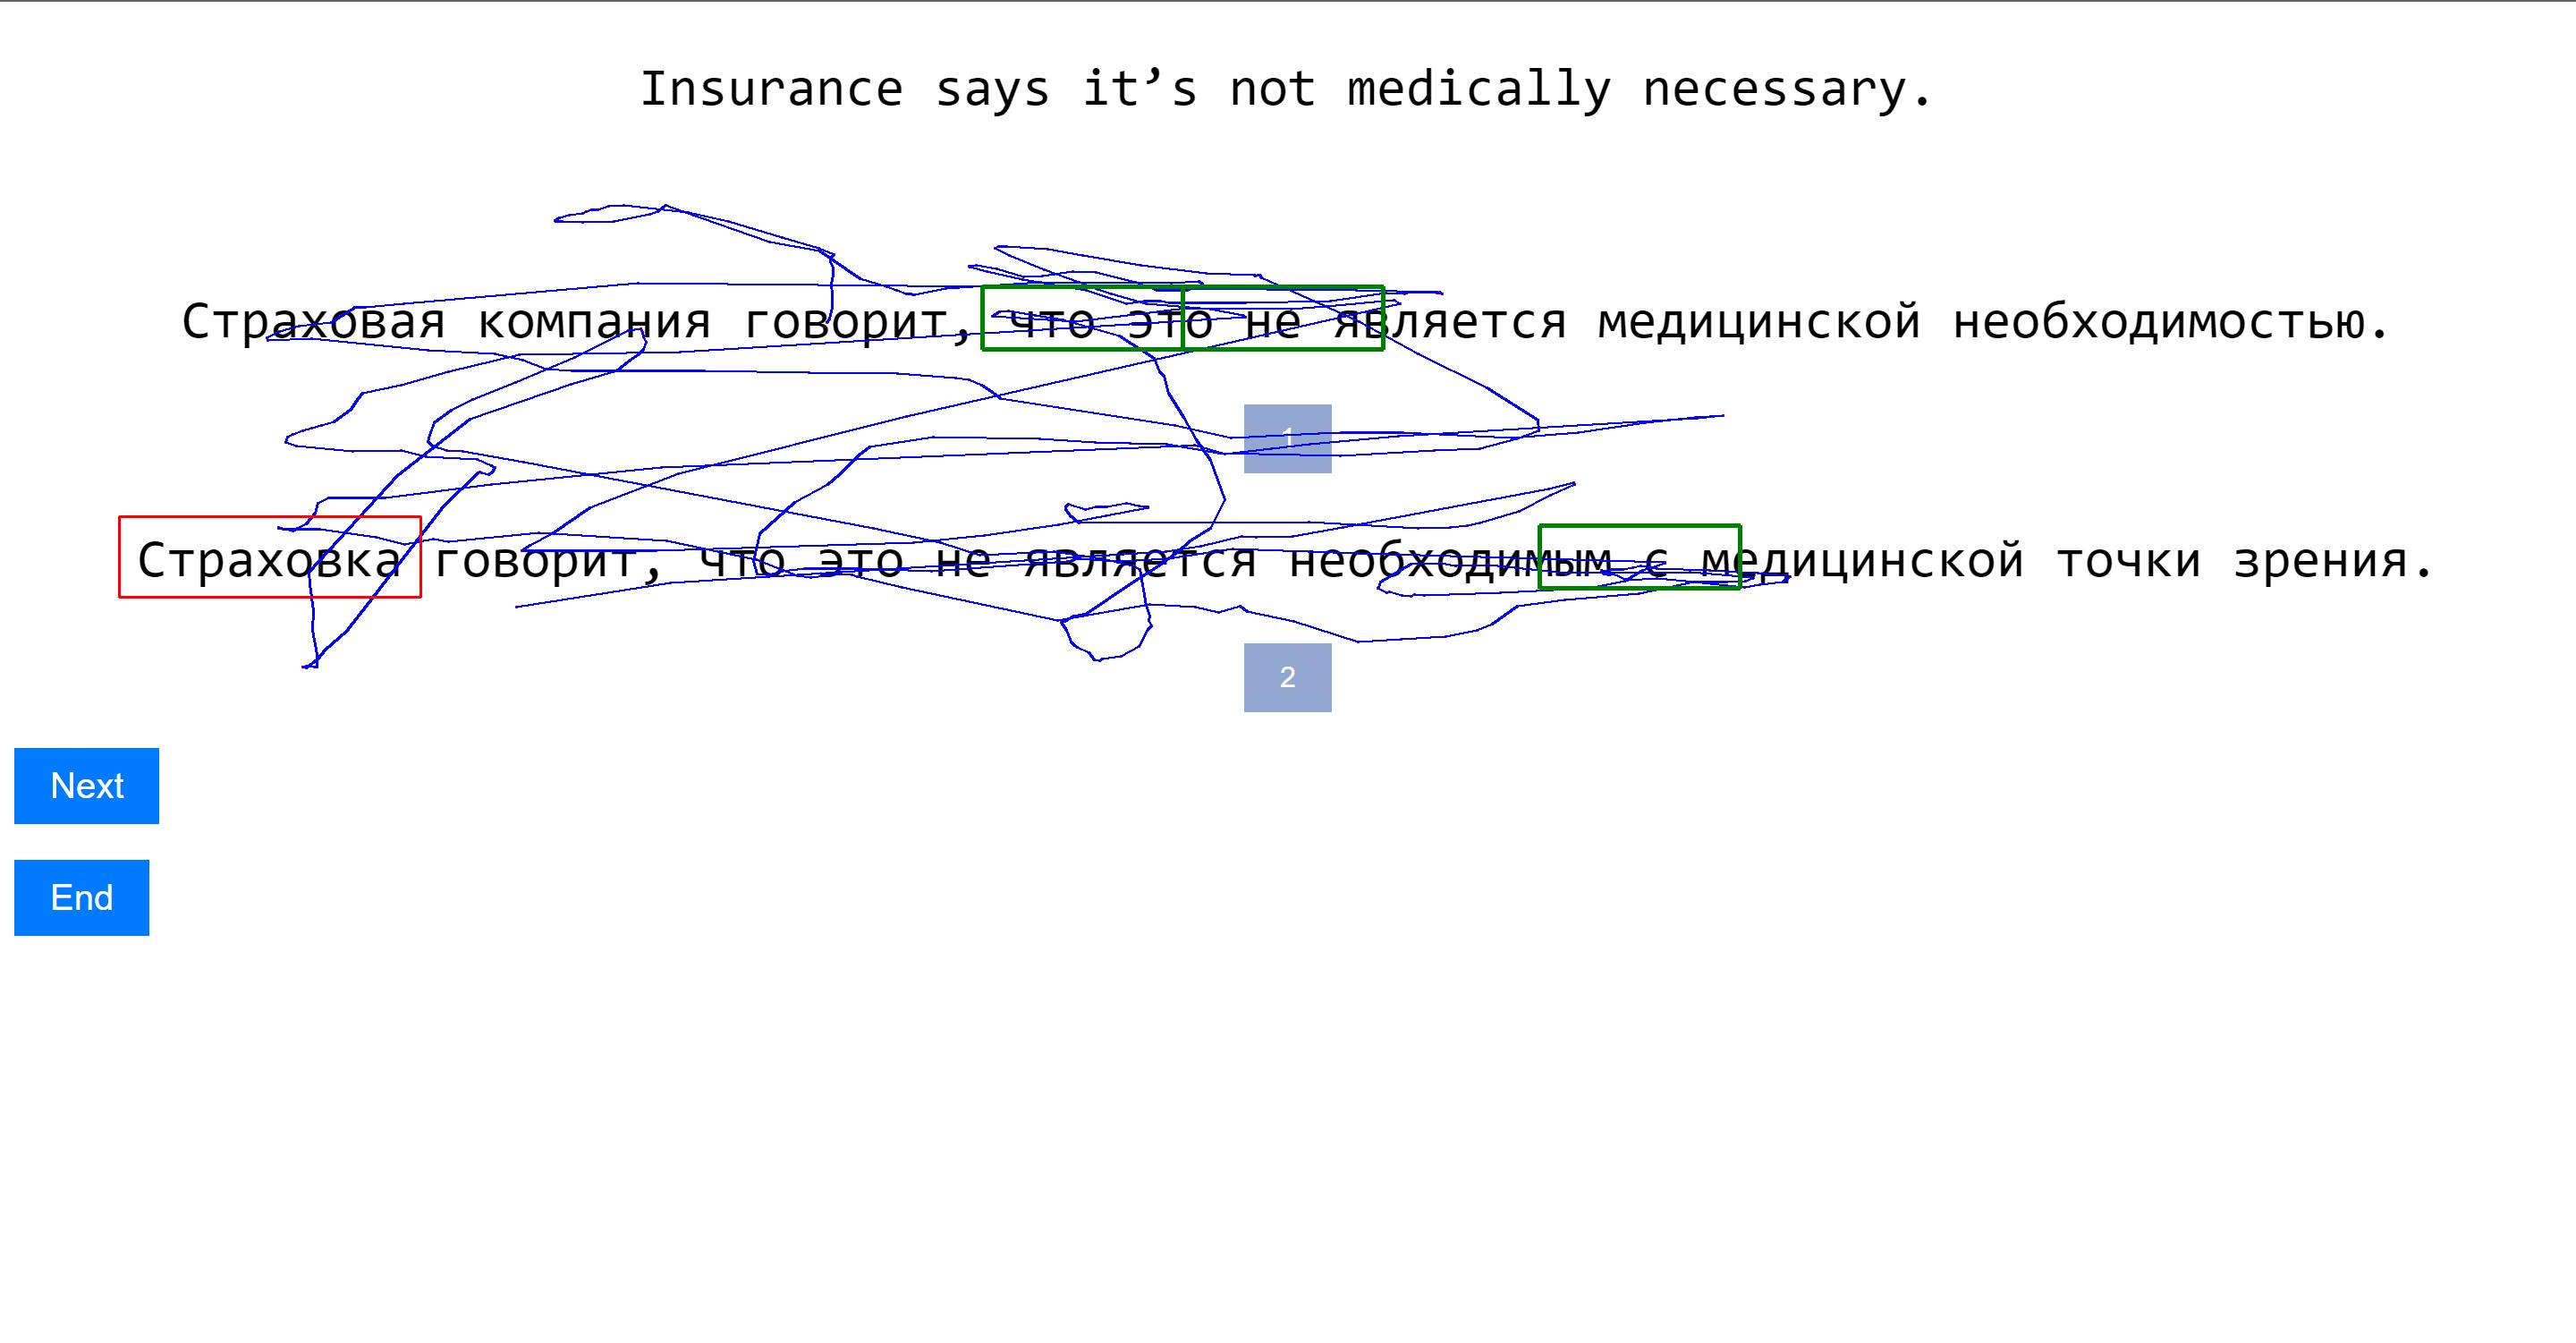 Insurance says it’s not medically necessary.
Страховая компания говорит, что это не является медицинской необходимостью.
1
Страховка говорит, что это не является необходимым с медицинской точки зрения.
2
Next
End